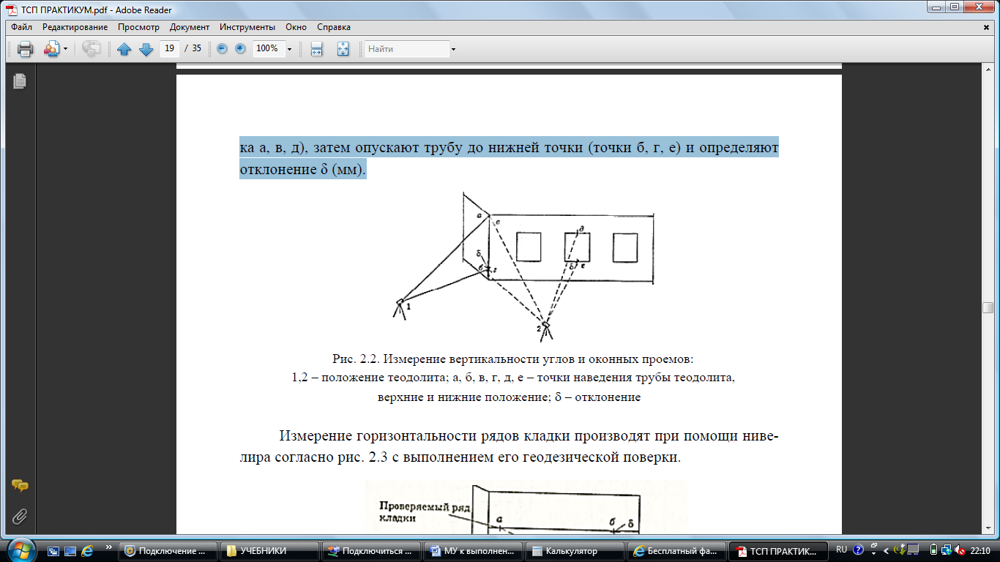 ТСП ПРАКТИКУМ.pdf - Adobe Reader
Файл Редактирование Просмотр Документ Инструменты Окно Справка
19 / 35 100% Найти
ка а, в, д), затем опускают трубу до нижней точки (точки б, г, е) и определяют
отклонение δ (мм).
а с
д
δ
б г
δ е
1
2
Рис. 2.2. Измерение вертикальности углов и оконных проемов:
1,2 – положение теодолита; а, б, в, г, д, е – точки наведения трубы теодолита,
верхние и нижние положение; δ – отклонение
Измерение горизонтальности рядов кладки производят при помощи ниве-
лира согласно рис. 2.3 с выполнением его геодезической поверки.
Проверяемый ряд
кладки
а б δ
» Подключение ... УЧЕБНИКИ Подключиться ... МУ к выполнен... Калькулятор Бесплатный фа... ТСП ПРАКТИК... RU 22:10